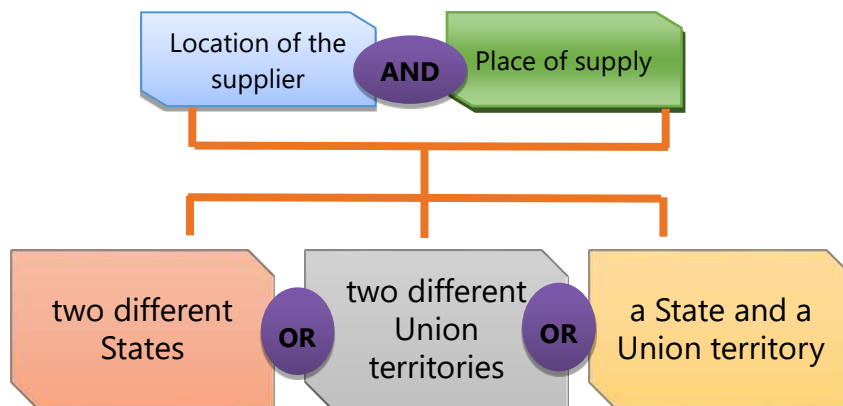 Location of the
supplier
AND
Place of supply
two different
States
OR
two different
Union
territories
OR
a State and a
Union territory